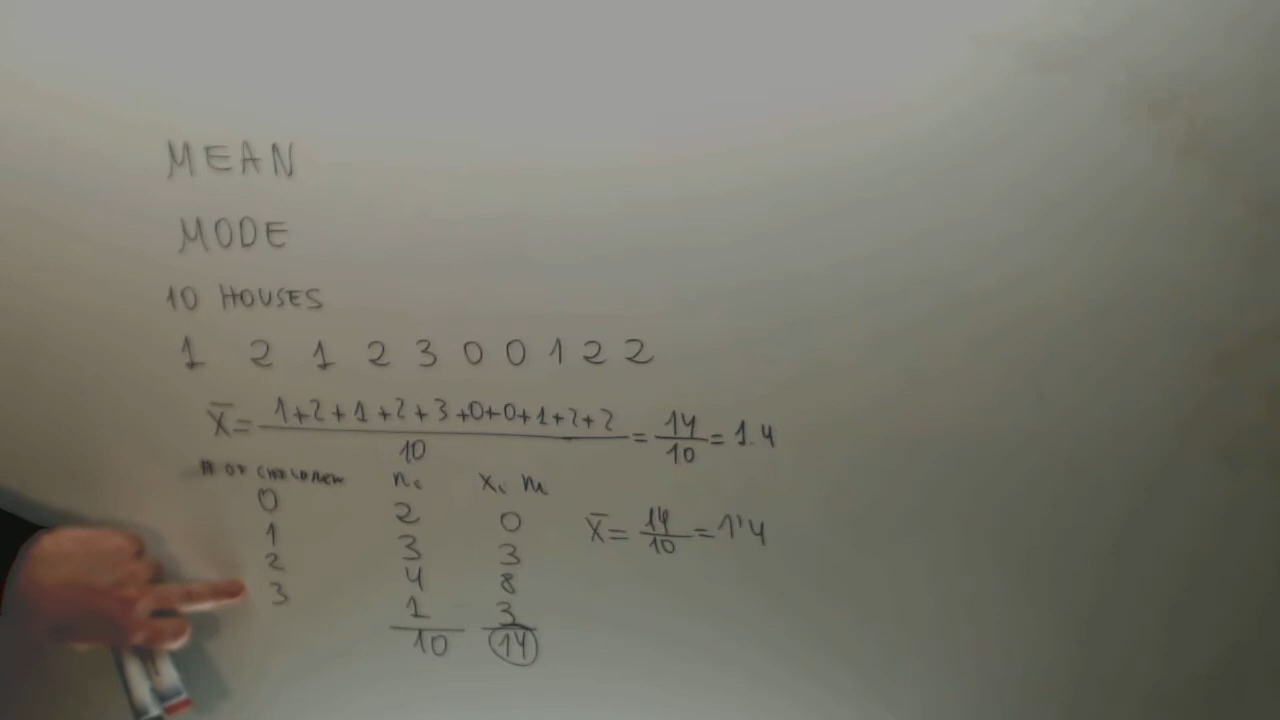 MEAN
MODE
10 HOUSES
1 2 1 2 3 0 0 1 2 2
X̄ = 1+2+1+2+3+0+0+1+2+2 / 10 = 14/10 = 1.4
# OF CHILDREN nᵢ xᵢ nᵢ
0 2 0
1 3 3
2 4 8
3 1 3
10 14
X̄ = 14/10 = 1'4